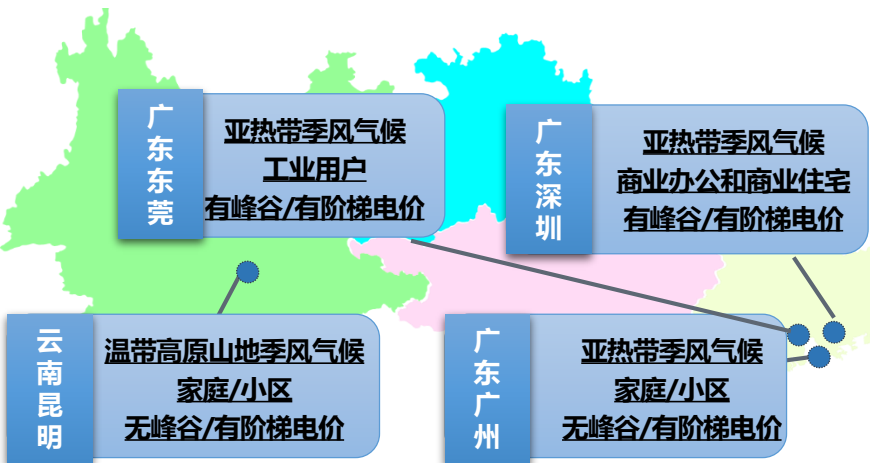 广东东莞
亚热带季风气候
工业用户
有峰谷/有阶梯电价
广东深圳
亚热带季风气候
商业办公和商业住宅
有峰谷/有阶梯电价
云南昆明
温带高原山地季风气候
家庭/小区
无峰谷/有阶梯电价
广东广州
亚热带季风气候
家庭/小区
无峰谷/有阶梯电价